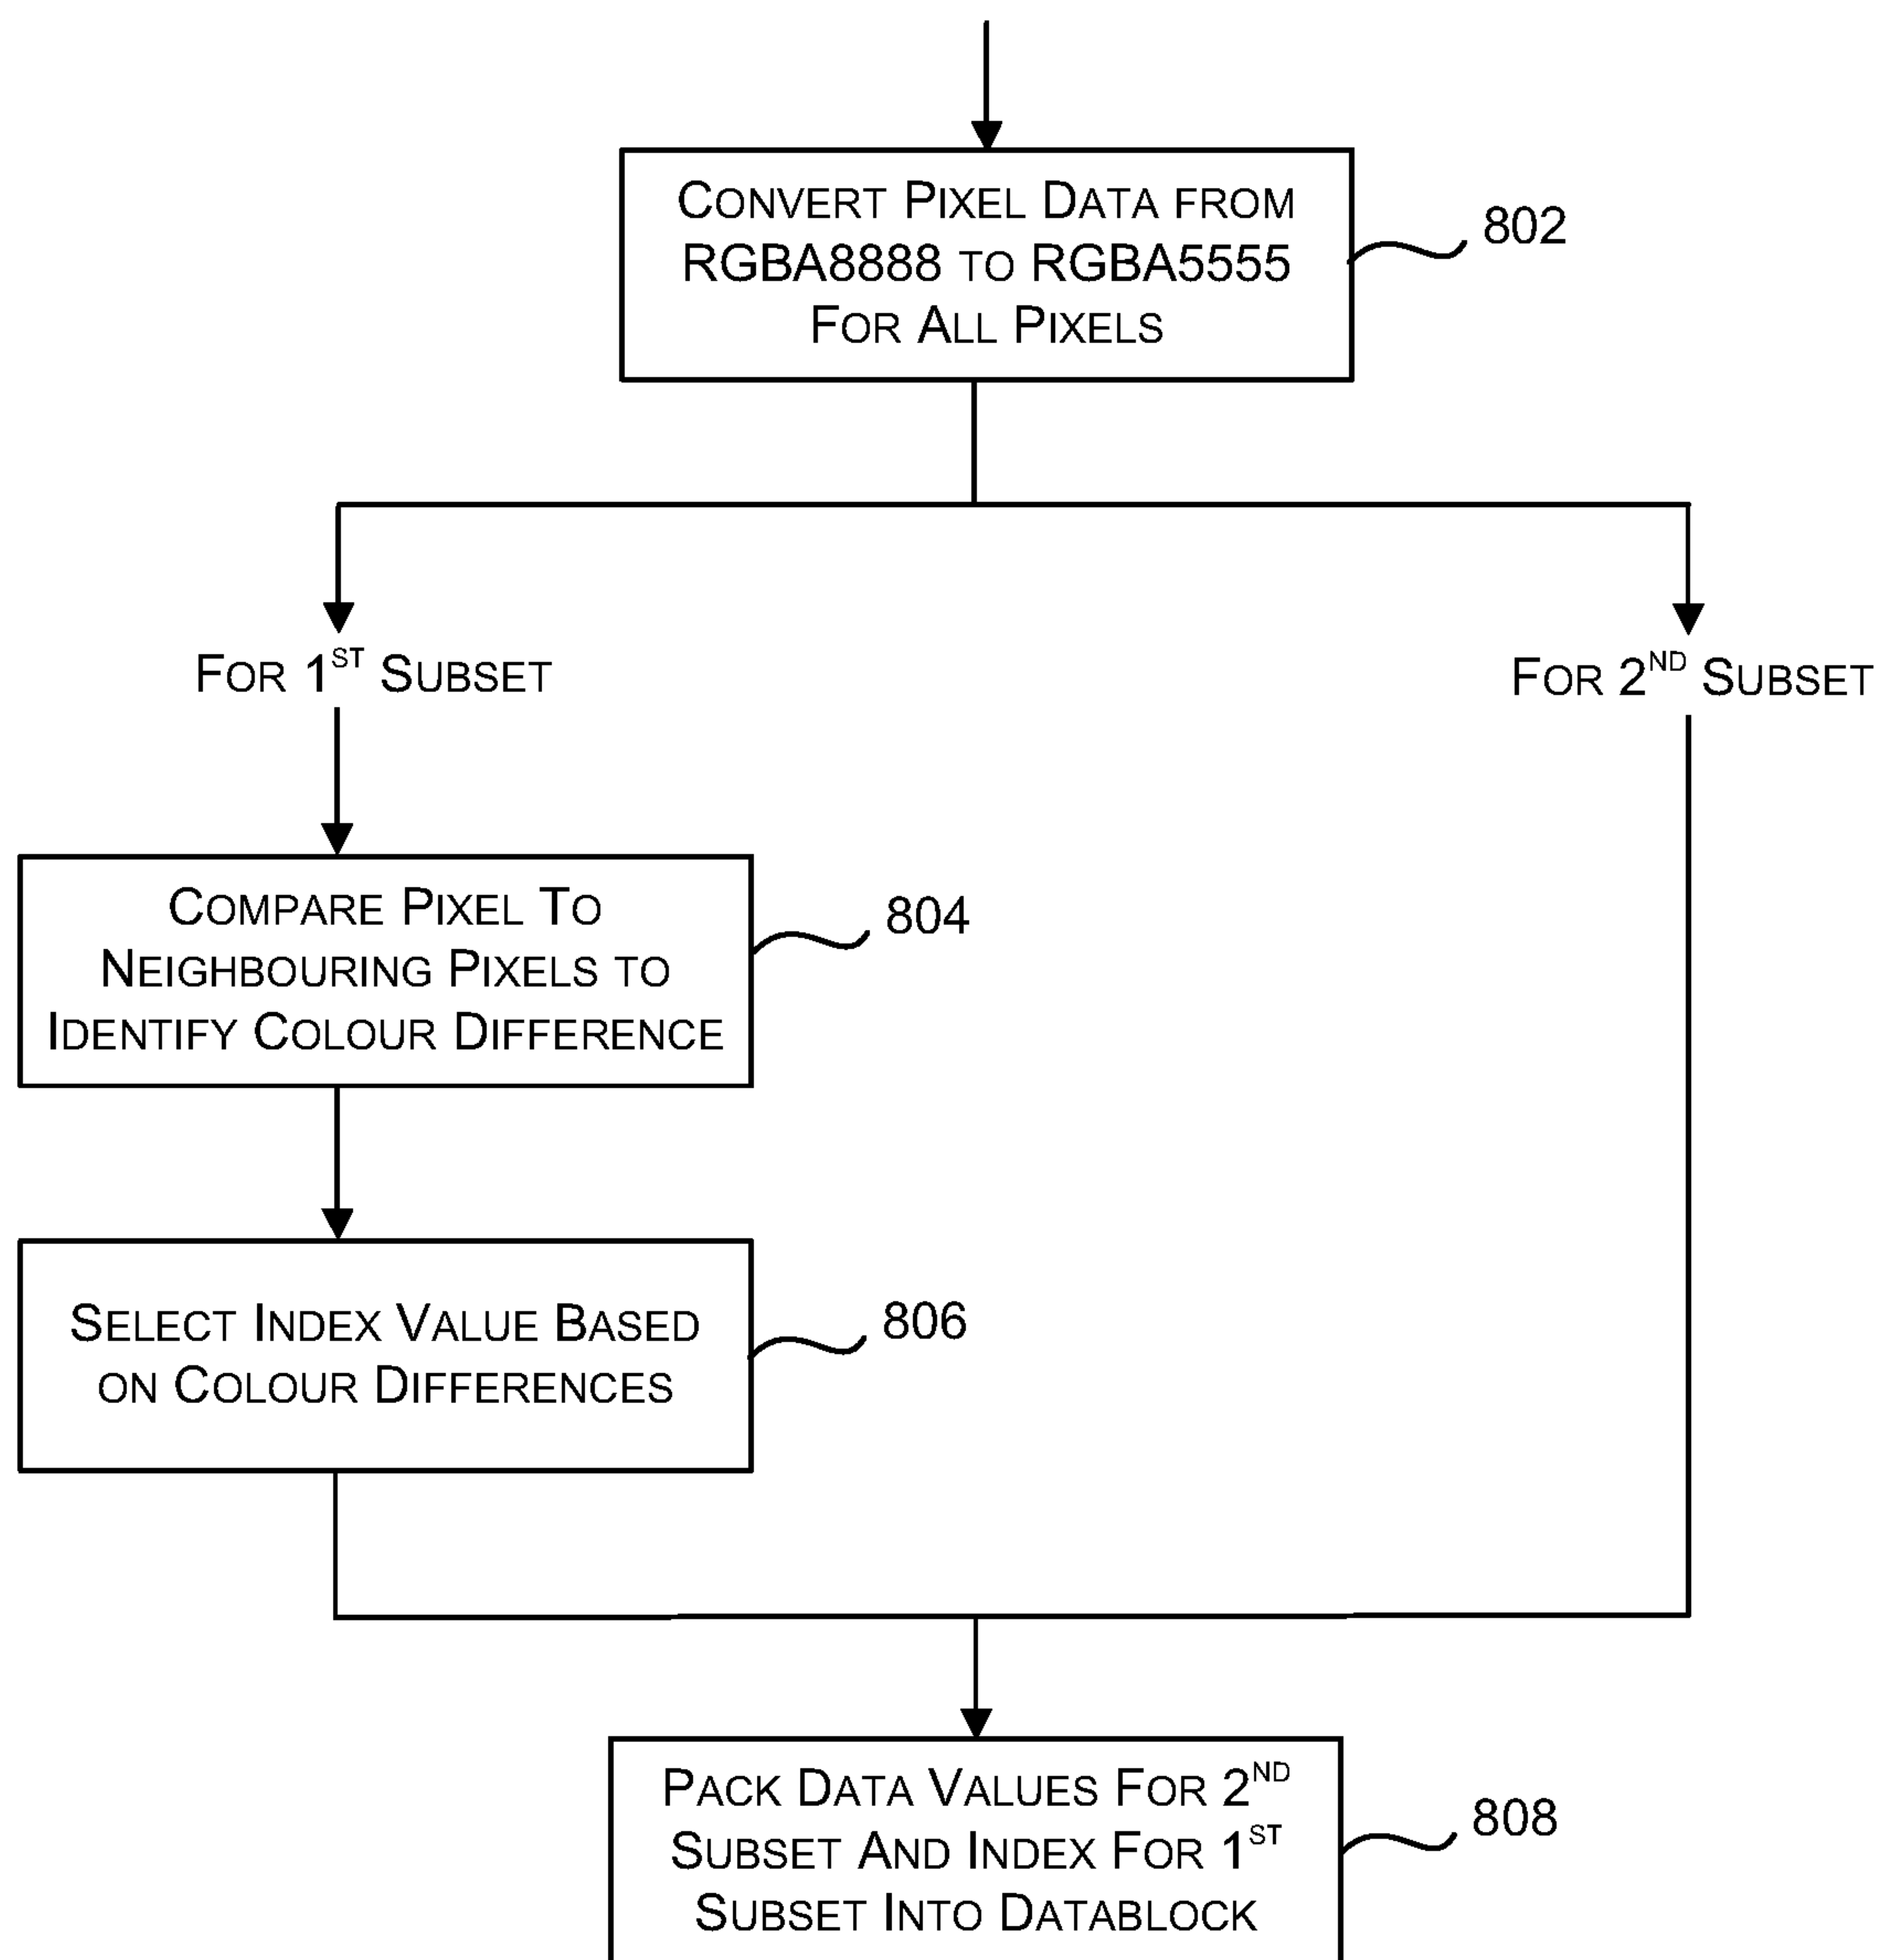 Convert Pixel Data from
RGBA8888 to RGBA5555
For All Pixels
802
For 1st Subset
For 2nd Subset
Compare Pixel To
Neighbouring Pixels to
Identify Colour Difference
804
Select Index Value Based
on Colour Differences
806
Pack Data Values For 2nd
Subset And Index For 1st
Subset Into Datablock
808